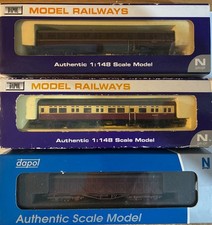 MODEL RAILWAYS
Authentic 1:148 Scale Model
N
MODEL RAILWAYS
Authentic 1:148 Scale Model
N
dapol
N
Authentic Scale Model